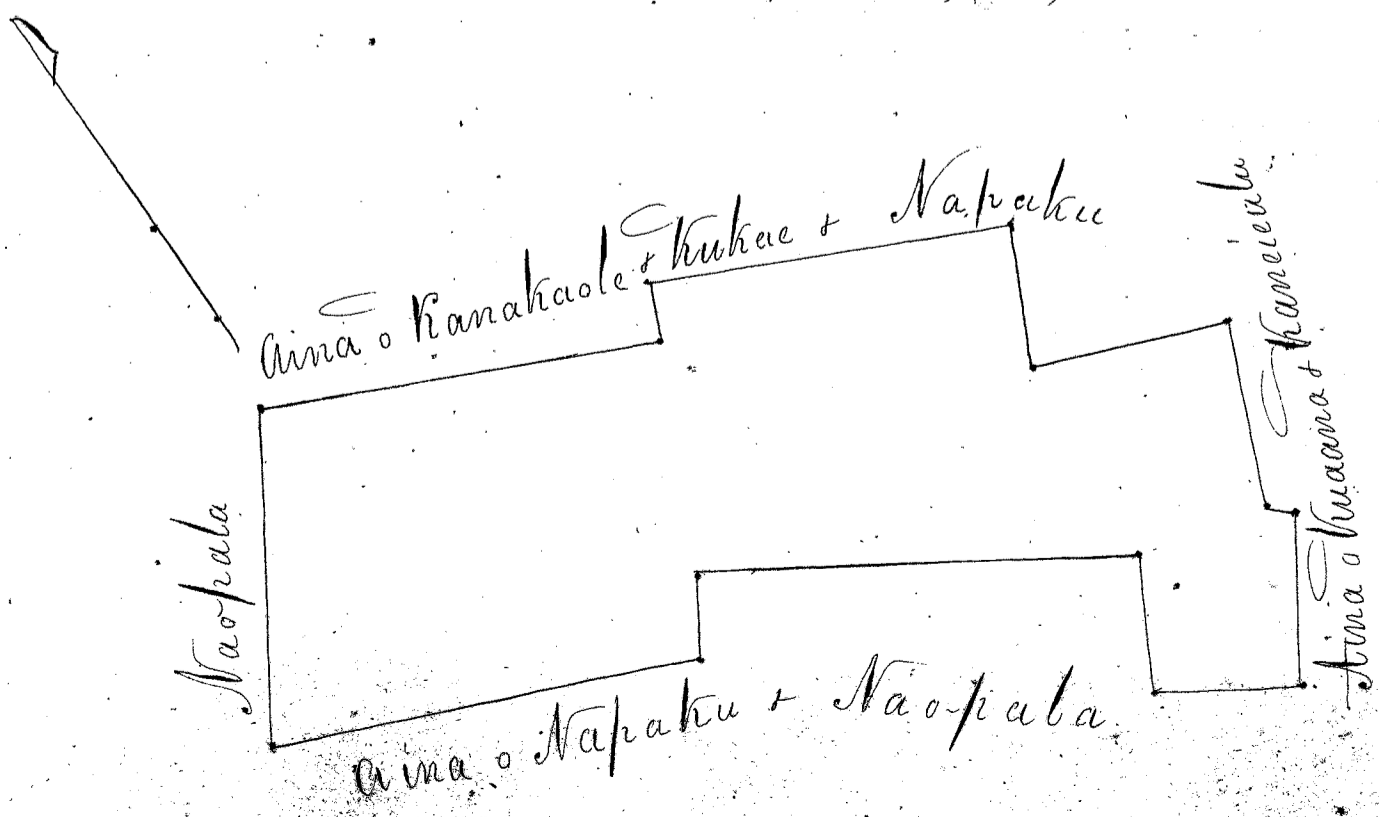 aina o Kanakaole & Kukae & Napaku
Naopala
aina o Napaku & Naopala
Aina o Kuaana & Kaneiealu